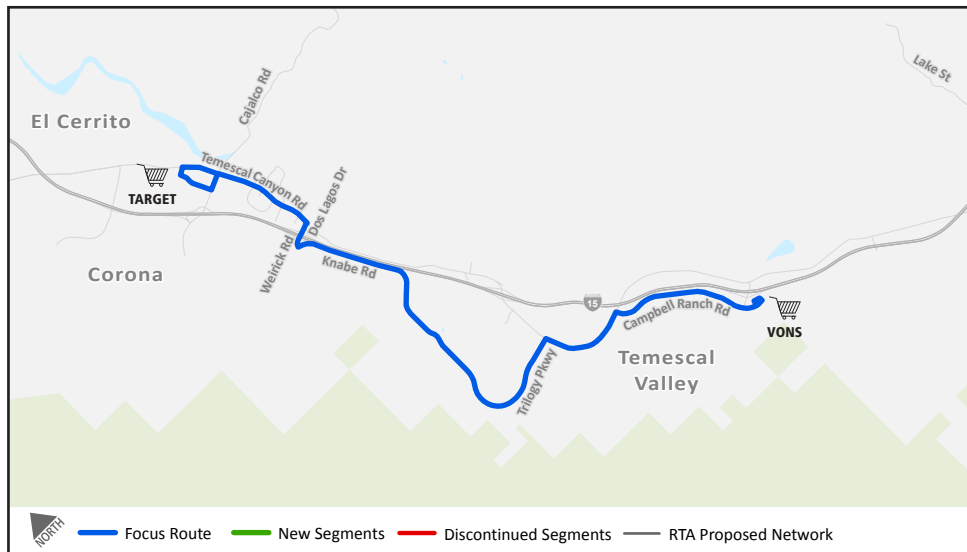 Lake St
Cajalco Rd
El Cerrito
Temescal Canyon Rd
TARGET
Dos Lagos Dr
Weirick Rd
Corona
Knabe Rd
15
Campbell Ranch Rd
VONS
Temescal
Valley
Trilogy Pkwy
NORTH
Focus Route
New Segments
Discontinued Segments
RTA Proposed Network